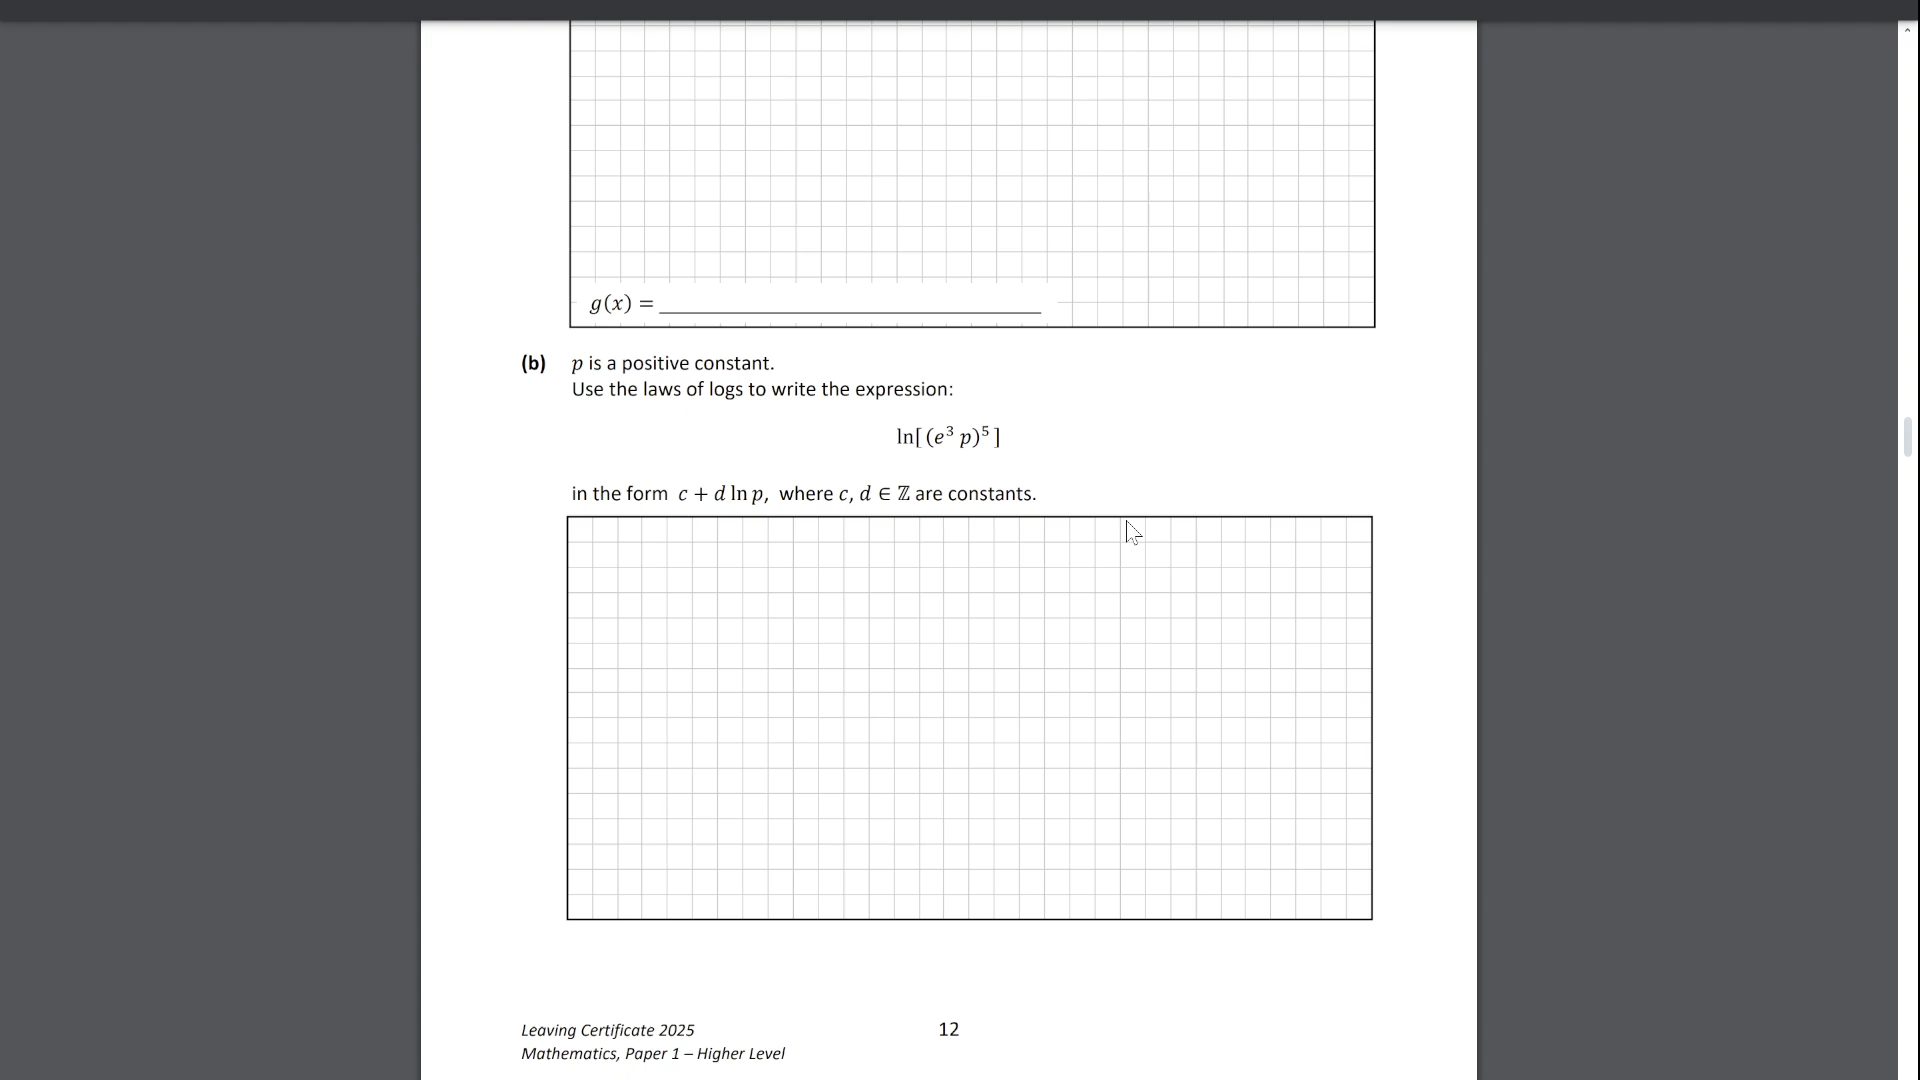 g(x) = ______________________
(b) p is a positive constant.
Use the laws of logs to write the expression:
ln[ (e³ p)⁵ ]
in the form c + d ln p, where c, d ∈ ℤ are constants.
Leaving Certificate 2025
12
Mathematics, Paper 1 – Higher Level